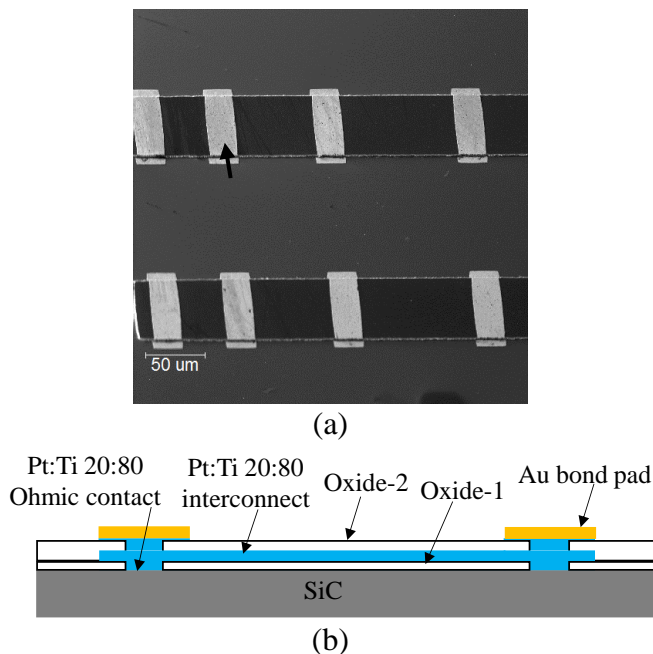 50 um
(a)
Pt:Ti 20:80 Pt:Ti 20:80 Oxide-2 Oxide-1 Au bond pad
Ohmic contact interconnect
SiC
(b)